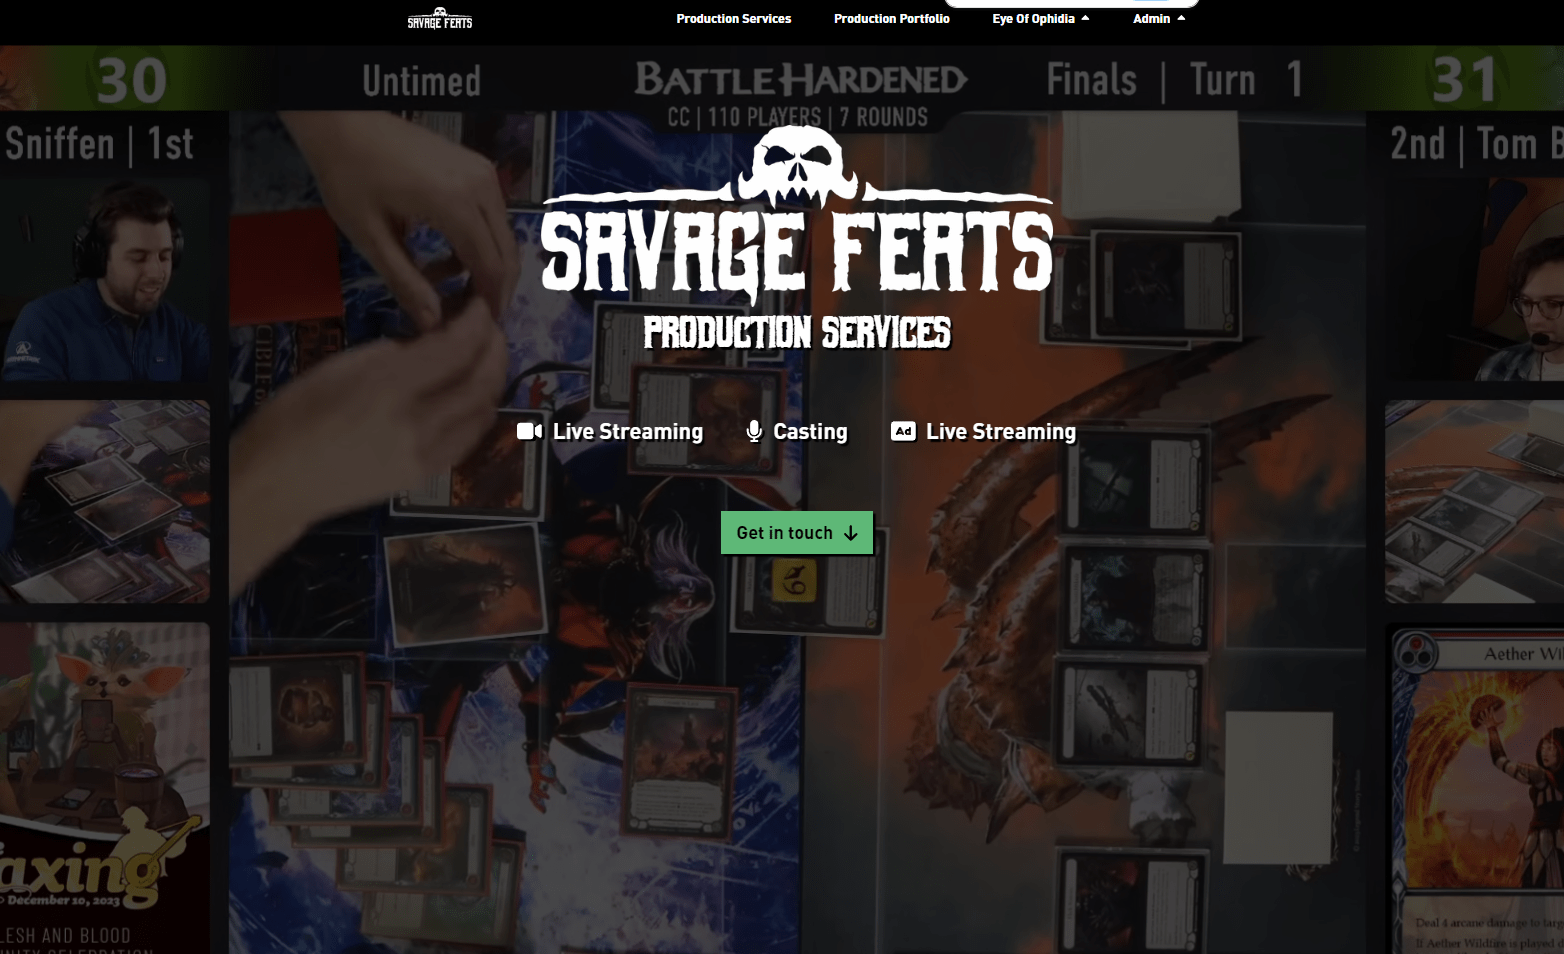 SAVAGE FEATS
Production Services
Production Portfolio
Eye Of Ophidia
Admin
30
Untimed
BATTLE HARDENED
Finals | Turn 1
31
CC | 110 PLAYERS | 7 ROUNDS
Sniffen | 1st
2nd | Tom B
SAVAGE FEATS
PRODUCTION SERVICES
Live Streaming
Casting
Ad
Live Streaming
Get in touch
Aether Wil
axing
December 10, 2023
LESH AND BLOOD
Deal 4 arcane damage to targ
If Aether Wildfire is played d